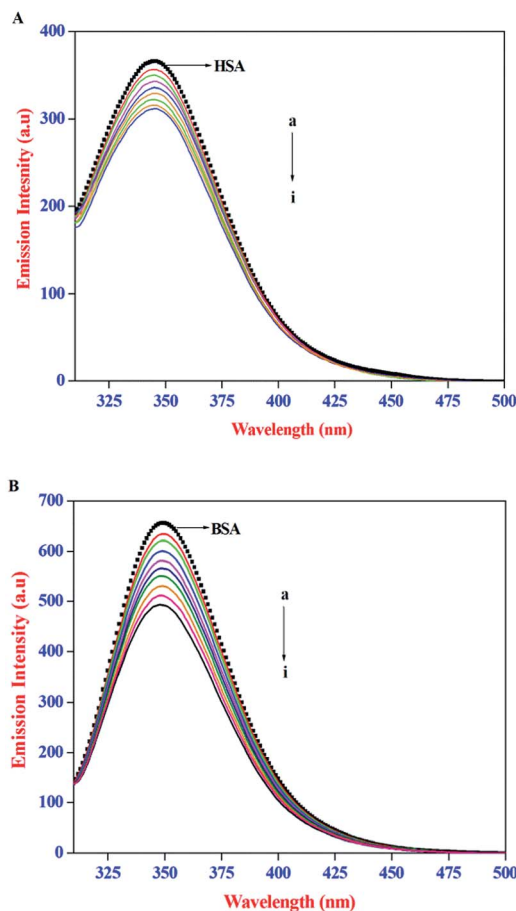 A
400
300
200
100
0
Emission Intesnity (a.u)
HSA
a
i
325 350 375 400 425 450 475 500
Wavelength (nm)
B
700
600
500
400
300
200
100
0
Emission Intensity (a.u)
BSA
a
i
325 350 375 400 425 450 475 500
Wavelength (nm)